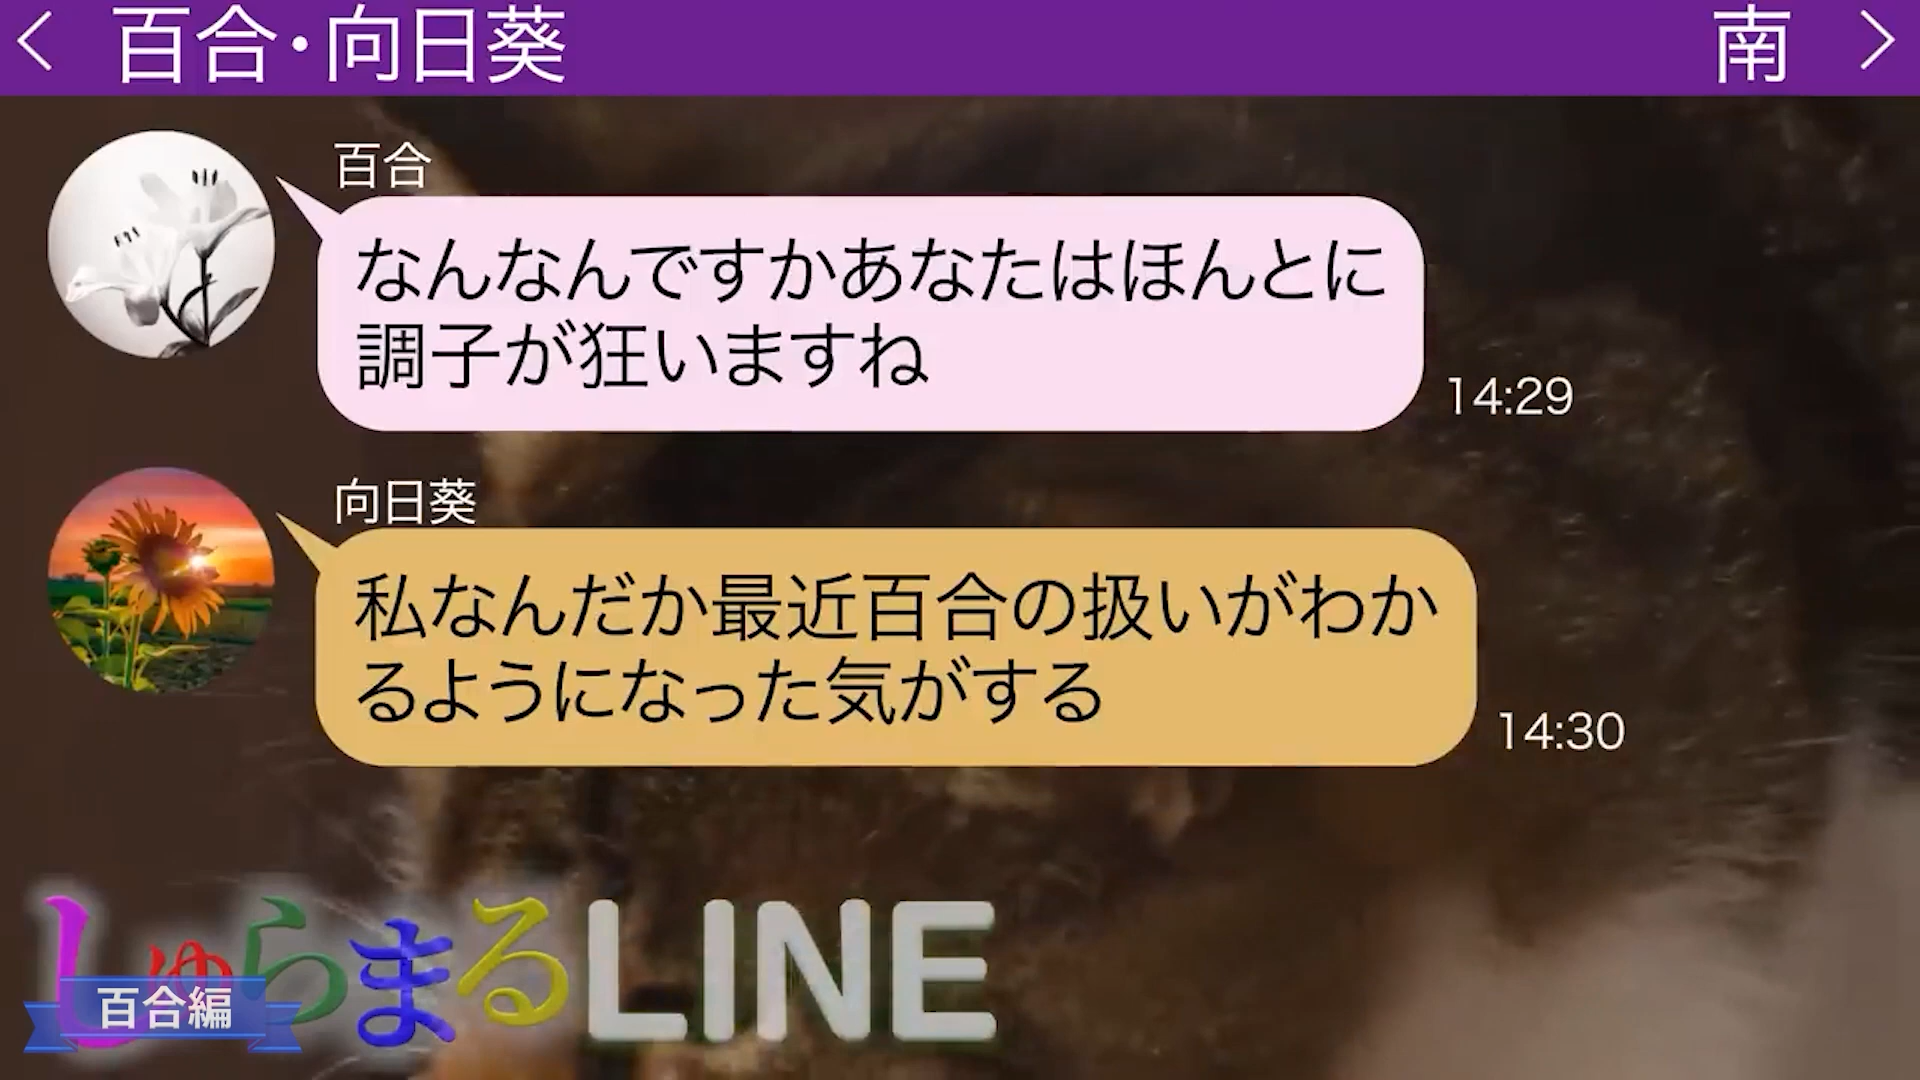 百合・向日葵
南
百合
なんなんですかあなたはほんとに
調子が狂いますね
14:29
向日葵
私なんだか最近百合の扱いがわか
るようになった気がする
14:30
しゅらまるLINE
百合編